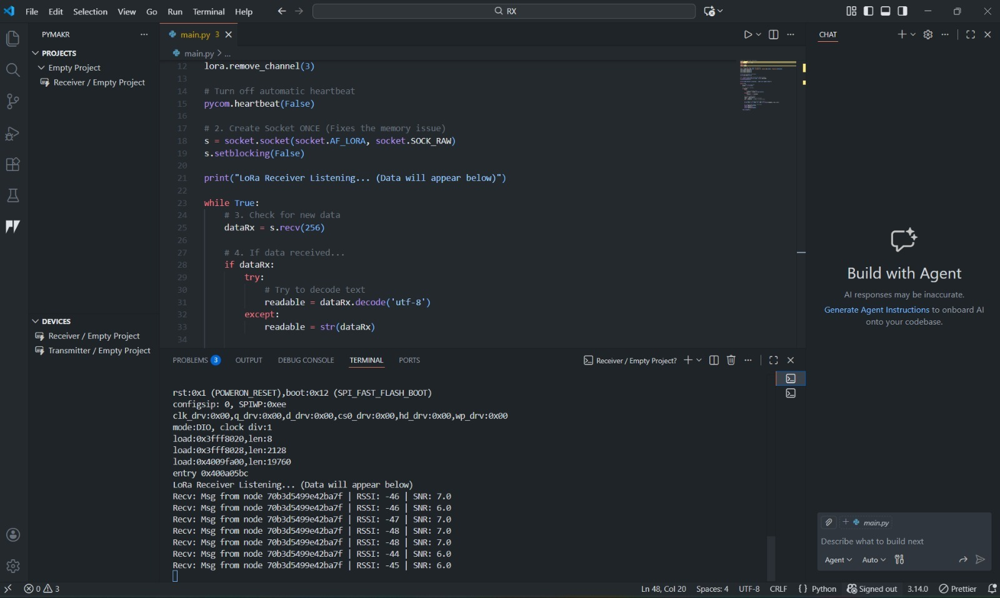 File Edit Selection View Go Run Terminal Help
RX
PYMAKR
PROJECTS
Empty Project
Receiver / Empty Project
DEVICES
Receiver / Empty Project
Transmitter / Empty Project
main.py 3
main.py > ...
12 lora.remove_channel(3)
13
14 # Turn off automatic heartbeat
15 pycom.heartbeat(False)
16
17 # 2. Create Socket ONCE (Fixes the memory issue)
18 s = socket.socket(socket.AF_LORA, socket.SOCK_RAW)
19 s.setblocking(False)
20
21 print("LoRa Receiver Listening... (Data will appear below)")
22
23 while True:
24 # 3. Check for new data
25 dataRx = s.recv(256)
26
27 # 4. If data received...
28 if dataRx:
29 try:
30 # Try to decode text
31 readable = dataRx.decode('utf-8')
32 except:
33 readable = str(dataRx)
34
PROBLEMS 3 OUTPUT DEBUG CONSOLE TERMINAL PORTS
Receiver / Empty Project?
rst:0x1 (POWERON_RESET),boot:0x12 (SPI_FAST_FLASH_BOOT)
configsip: 0, SPIWP:0xee
clk_drv:0x00,q_drv:0x00,d_drv:0x00,cs0_drv:0x00,hd_drv:0x00,wp_drv:0x00
mode:DIO, clock div:1
load:0x3fff8020,len:8
load:0x3fff8028,len:2128
load:0x4009fa00,len:19760
entry 0x400a05bc
LoRa Receiver Listening... (Data will appear below)
Recv: Msg from node 70b3d5499e42ba7f | RSSI: -46 | SNR: 7.0
Recv: Msg from node 70b3d5499e42ba7f | RSSI: -46 | SNR: 6.0
Recv: Msg from node 70b3d5499e42ba7f | RSSI: -47 | SNR: 7.0
Recv: Msg from node 70b3d5499e42ba7f | RSSI: -48 | SNR: 7.0
Recv: Msg from node 70b3d5499e42ba7f | RSSI: -48 | SNR: 7.0
Recv: Msg from node 70b3d5499e42ba7f | RSSI: -44 | SNR: 6.0
Recv: Msg from node 70b3d5499e42ba7f | RSSI: -45 | SNR: 6.0
CHAT
Build with Agent
AI responses may be inaccurate.
Generate Agent Instructions to onboard AI
onto your codebase.
main.py
Describe what to build next
Agent Auto
0 3
Ln 48, Col 20 Spaces: 4 UTF-8 CRLF {} Python Signed out 3.14.0 Prettier